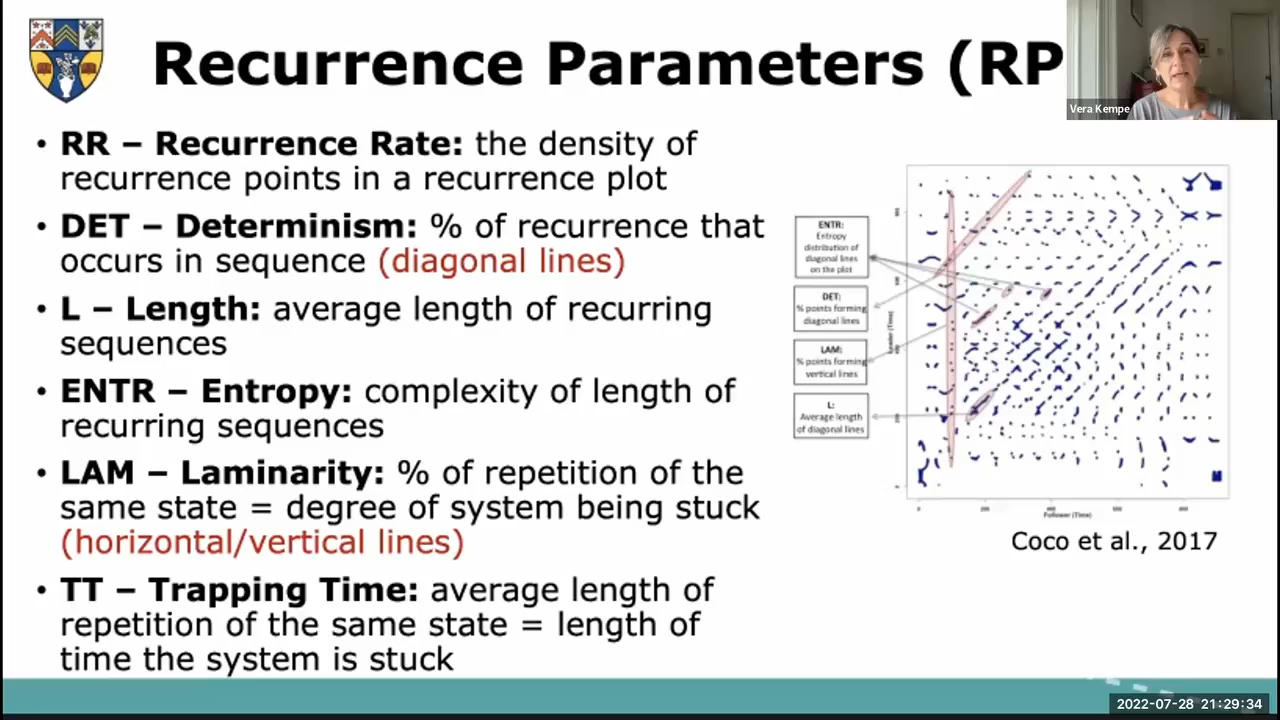 Recurrence Parameters (RP
Vera Kempe
• RR – Recurrence Rate: the density of
recurrence points in a recurrence plot
• DET – Determinism: % of recurrence that
occurs in sequence (diagonal lines)
• L – Length: average length of recurring
sequences
• ENTR – Entropy: complexity of length of
recurring sequences
• LAM – Laminarity: % of repetition of the
same state = degree of system being stuck
(horizontal/vertical lines)
• TT – Trapping Time: average length of
repetition of the same state = length of
time the system is stuck
ENTR:
Entropy
distribution of
diagonal lines
on the plot
DET:
% points forming
diagonal lines
LAM:
% points forming
vertical lines
L:
Average length
of diagonal lines
Follower (Time)
Coco et al., 2017
2022-07-28 21:29:34